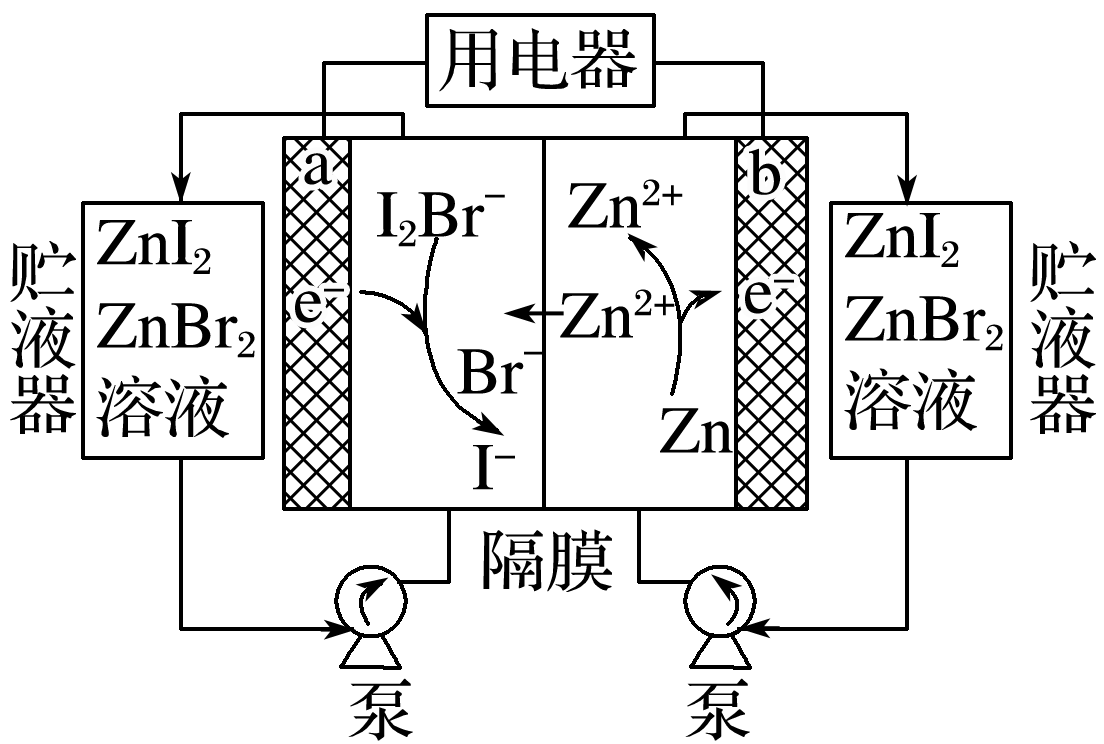 用电器
a
b
I₂Br⁻
Zn²⁺
e⁻
Zn²⁺
e⁻
Br⁻
Zn
I⁻
贮液器
ZnI₂
ZnBr₂
溶液
ZnI₂
ZnBr₂
溶液
贮液器
隔膜
泵
泵